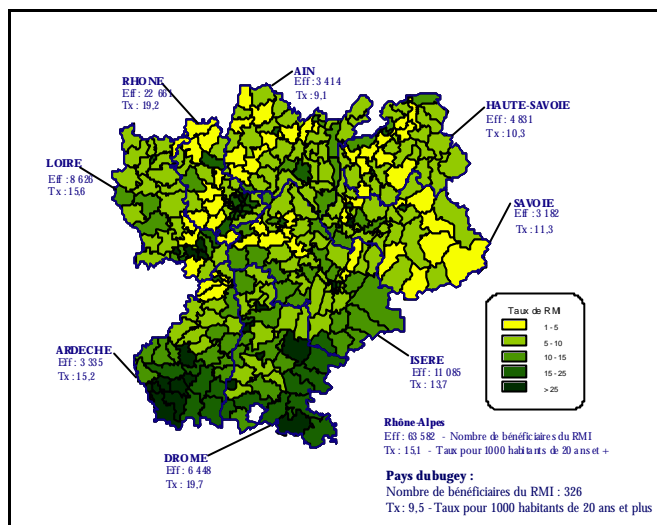 AIN
Eff : 3 414
Tx : 9,1
RHONE
Eff : 22 661
Tx : 19,2
HAUTE-SAVOIE
Eff : 4 831
Tx : 10,3
LOIRE
Eff : 8 626
Tx : 15,6
SAVOIE
Eff : 3 182
Tx : 11,3
Taux de RMI
1 - 5
5 - 10
10 - 15
15 - 25
> 25
ARDECHE
Eff : 3 335
Tx : 15,2
ISERE
Eff : 11 085
Tx : 13,7
Rhône-Alpes
Eff : 63 582 - Nombre de bénéficiaires du RMI
Tx : 15,1 - Taux pour 1000 habitants de 20 ans et +
DROME
Eff : 6 448
Tx : 19,7
Pays du bugey :
Nombre de bénéficiaires du RMI : 326
Tx : 9,5 - Taux pour 1000 habitants de 20 ans et plus